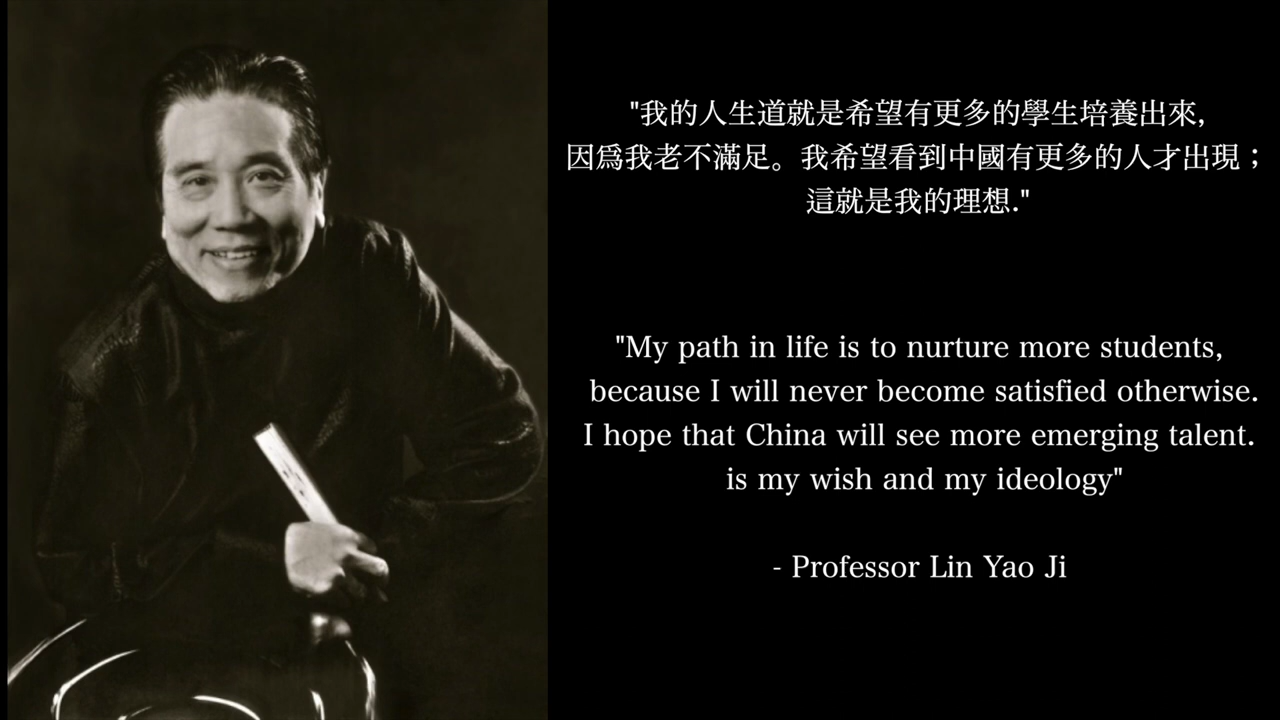 "我的人生道就是希望有更多的學生培養出來,
因爲我老不滿足。我希望看到中國有更多的人才出現；
這就是我的理想."
"My path in life is to nurture more students,
because I will never become satisfied otherwise.
I hope that China will see more emerging talent.
is my wish and my ideology"
- Professor Lin Yao Ji